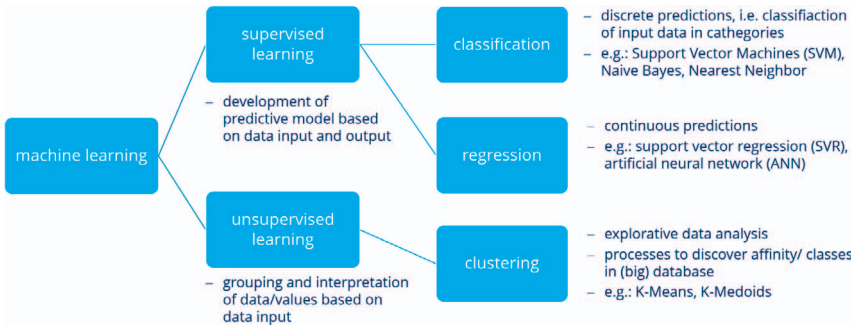 machine learning
supervised
learning
– development of
predictive model based
on data input and output
unsupervised
learning
– grouping and interpretation
of data/values based on
data input
classification
– discrete predictions, i.e. classifiaction
of input data in cathegories
– e.g.: Support Vector Machines (SVM),
Naive Bayes, Nearest Neighbor
regression
– continuous predictions
– e.g.: support vector regression (SVR),
artificial neural network (ANN)
clustering
– explorative data analysis
– processes to discover affinity/ classes
in (big) database
– e.g.: K-Means, K-Medoids